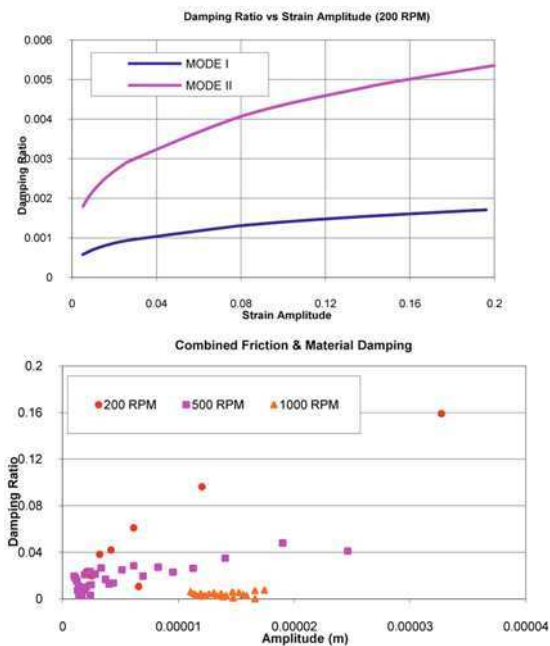 Damping Ratio vs Strain Amplitude (200 RPM)
0.006
0.005
0.004
0.003
0.002
0.001
0
Damping Ratio
MODE I
MODE II
0 0.04 0.08 0.12 0.16 0.2
Strain Amplitude
Combined Friction & Material Damping
0.2
0.16
0.12
0.08
0.04
0
Damping Ratio
200 RPM 500 RPM 1000 RPM
0 0.00001 0.00002 0.00003 0.00004
Amplitude (m)